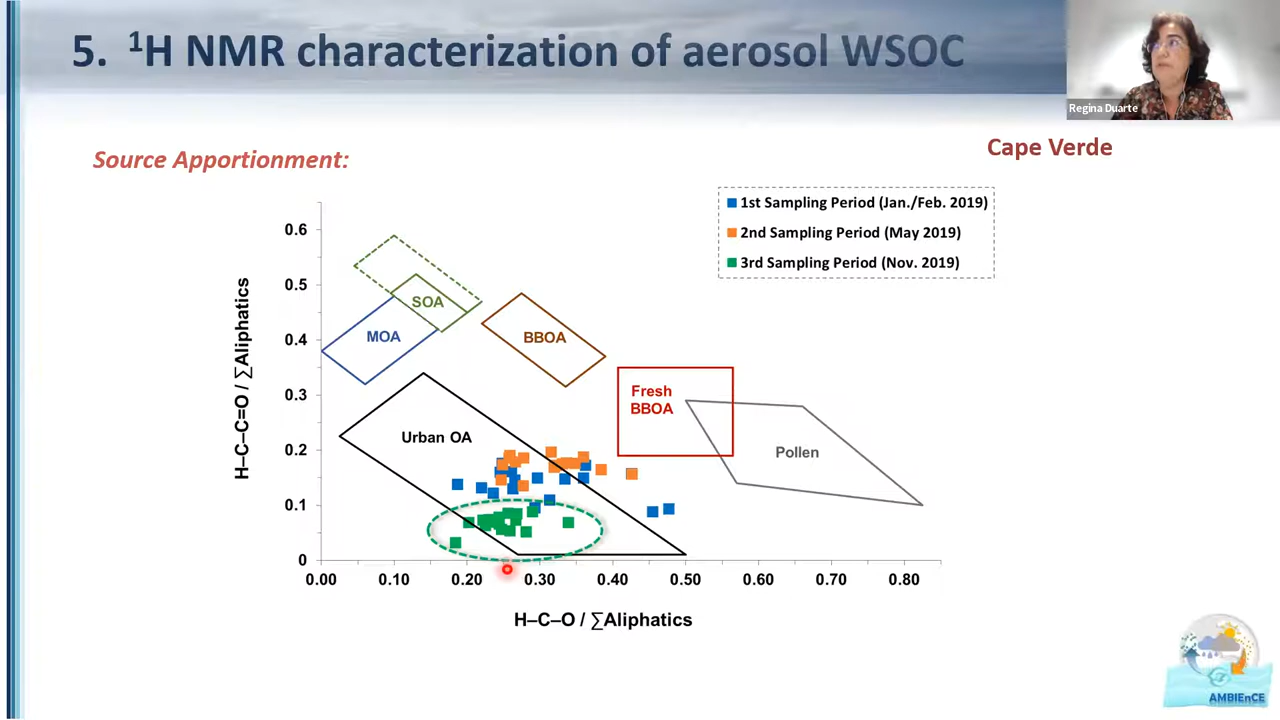 5. ¹H NMR characterization of aerosol WSOC
Regina Duarte
Source Apportionment:
Cape Verde
1st Sampling Period (Jan./Feb. 2019)
2nd Sampling Period (May 2019)
3rd Sampling Period (Nov. 2019)
H–C–C=O / ∑Aliphatics
0.6
0.5
0.4
0.3
0.2
0.1
0
SOA
MOA
BBOA
Fresh
BBOA
Urban OA
Pollen
0.00 0.10 0.20 0.30 0.40 0.50 0.60 0.70 0.80
H–C–O / ∑Aliphatics
AMBIEnCE